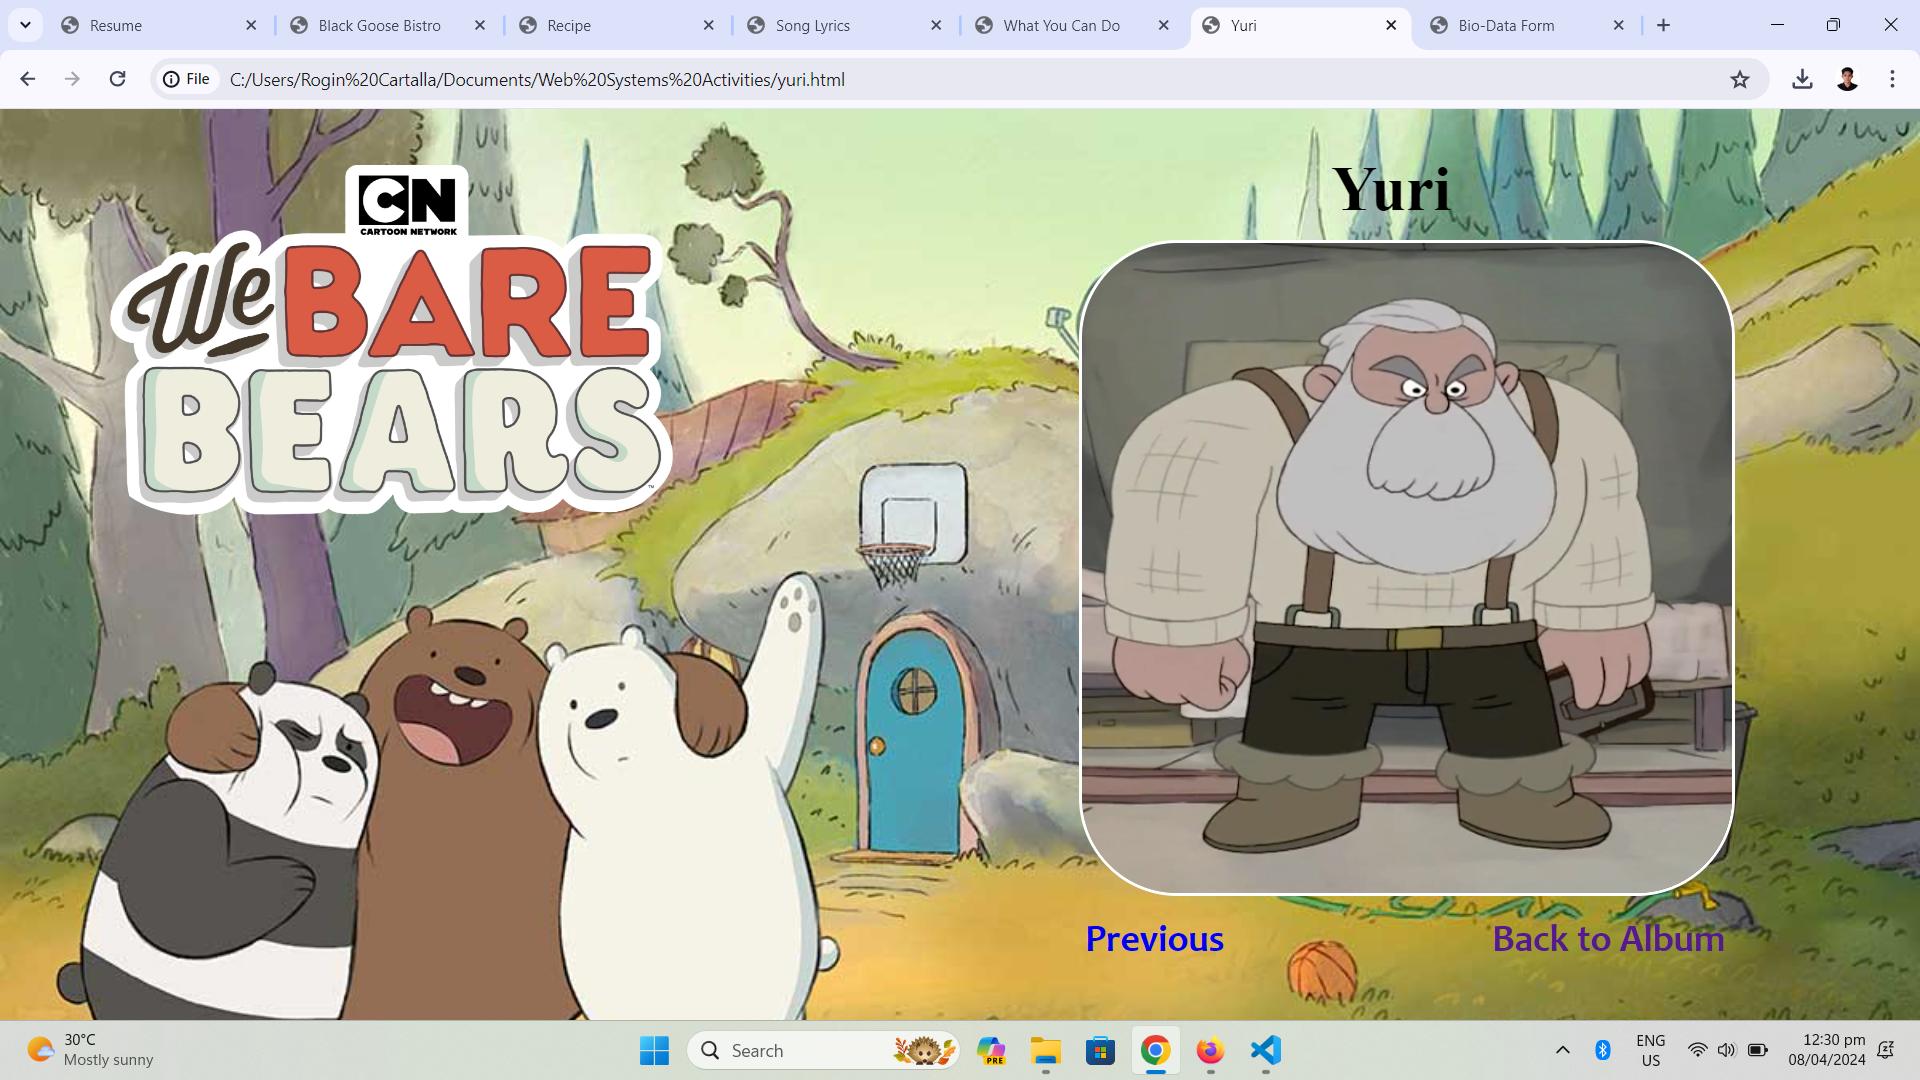 Resume
Black Goose Bistro
Recipe
Song Lyrics
What You Can Do
Yuri
Bio-Data Form
File
C:/Users/Rogin%20Cartalla/Documents/Web%20Systems%20Activities/yuri.html
CN
CARTOON NETWORK
We BARE
BEARS
™
Yuri
Previous
Back to Album
30°C
Mostly sunny
Search
PRE
ENG
US
12:30 pm
08/04/2024